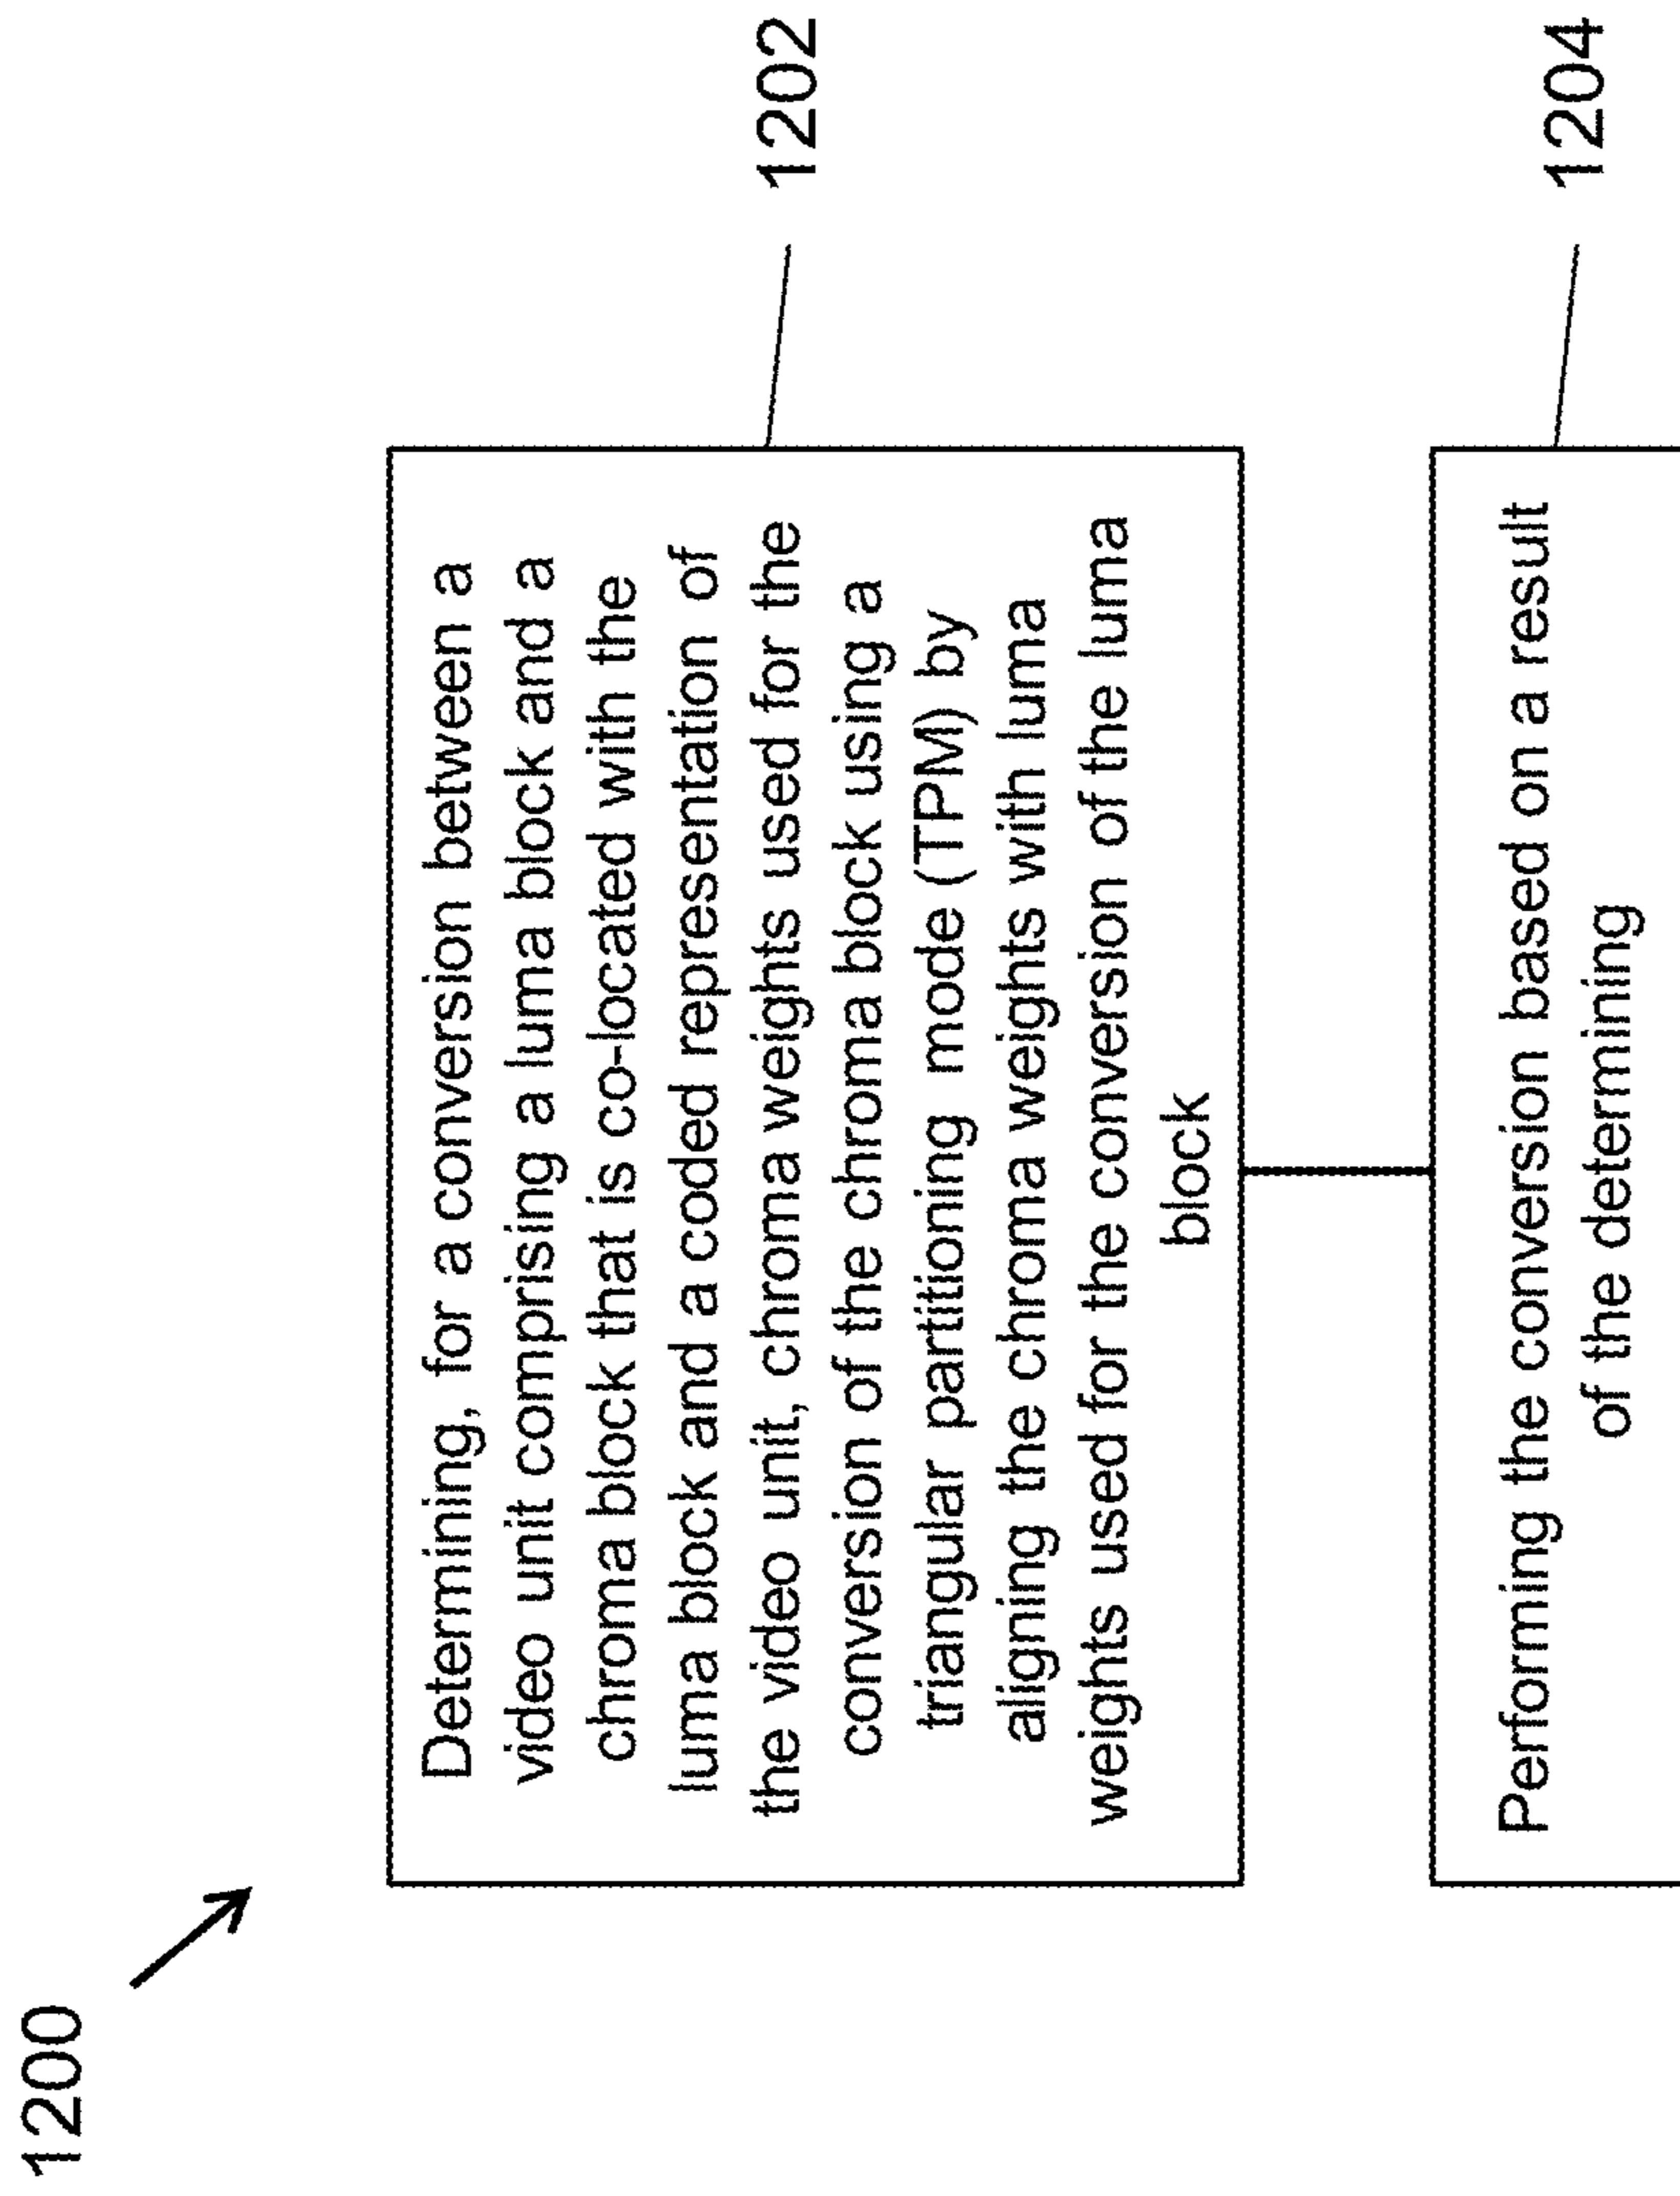 1200
Determining, for a conversion between a
video unit comprising a luma block and a
chroma block that is co-located with the
luma block and a coded representation of
the video unit, chroma weights used for the
conversion of the chroma block using a
triangular partitioning mode (TPM) by
aligning the chroma weights with luma
weights used for the conversion of the luma
block
1202
Performing the conversion based on a result
of the determining
1204